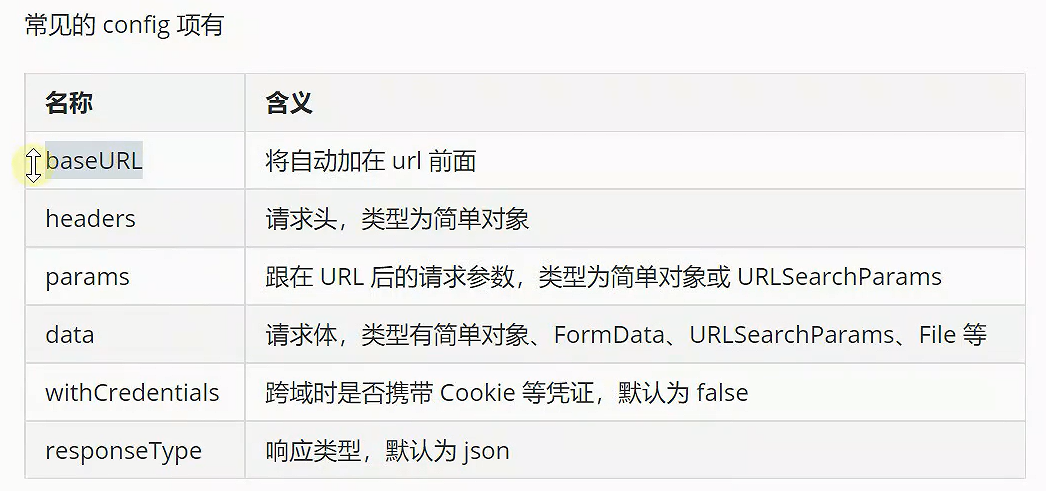 常见的 config 项有
名称 含义
baseURL 将自动加在 url 前面
headers 请求头，类型为简单对象
params 跟在 URL 后的请求参数，类型为简单对象或 URLSearchParams
data 请求体，类型有简单对象、FormData、URLSearchParams、File 等
withCredentials 跨域时是否携带 Cookie 等凭证，默认为 false
responseType 响应类型，默认为 json